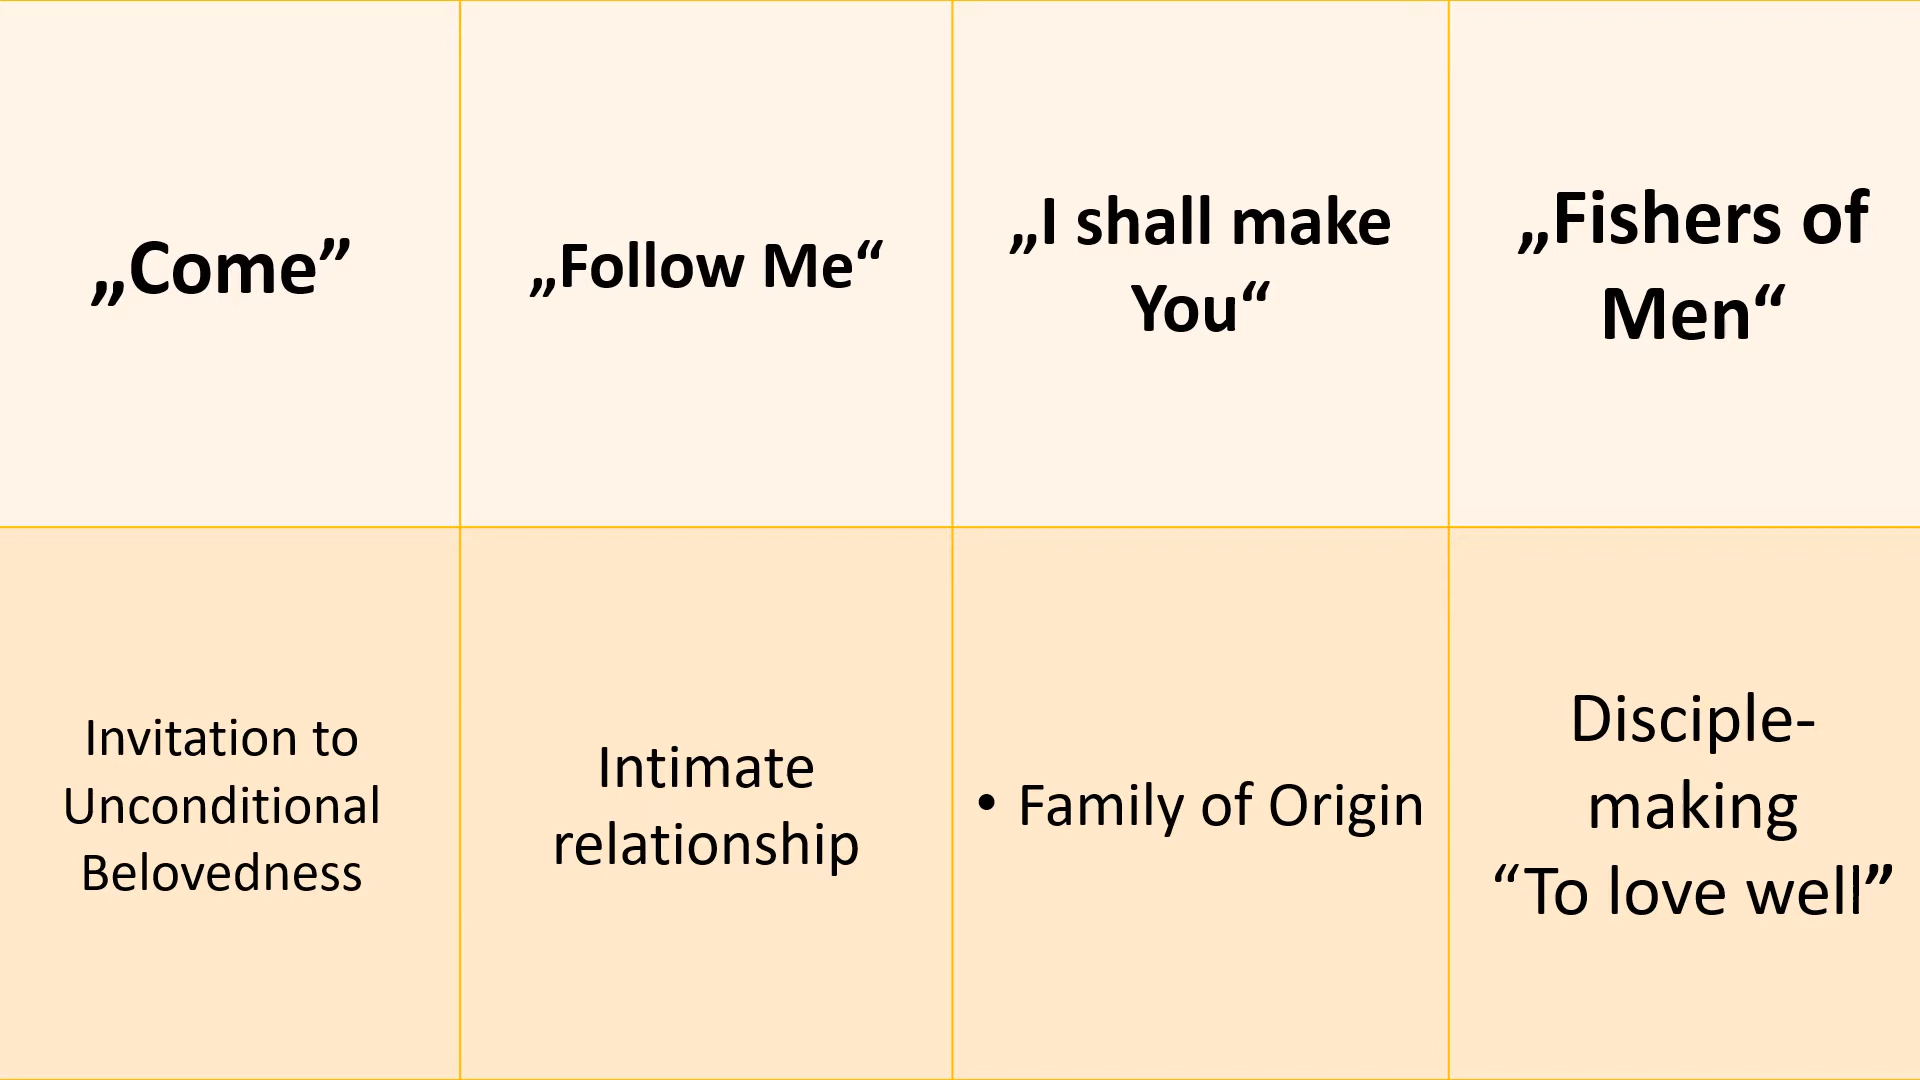 „Come”
„Follow Me“
„I shall make
You“
„Fishers of
Men“
Invitation to
Unconditional
Belovedness
Intimate
relationship
• Family of Origin
Disciple-
making
“To love well”